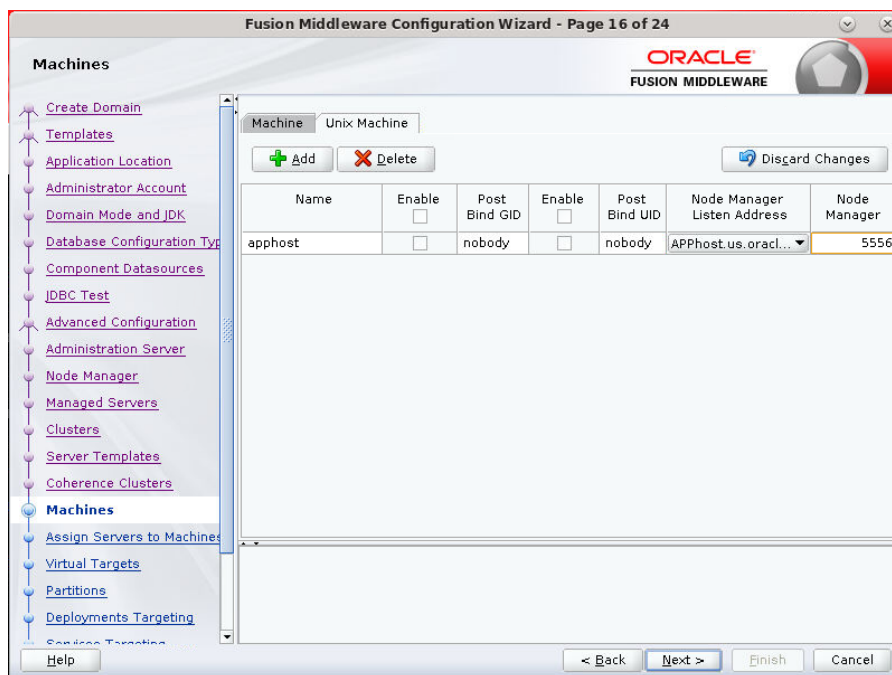 Fusion Middleware Configuration Wizard - Page 16 of 24
Machines
ORACLE
FUSION MIDDLEWARE
Create Domain
Templates
Application Location
Administrator Account
Domain Mode and JDK
Database Configuration Typ
Component Datasources
JDBC Test
Advanced Configuration
Administration Server
Node Manager
Managed Servers
Clusters
Server Templates
Coherence Clusters
Machines
Assign Servers to Machines
Virtual Targets
Partitions
Deployments Targeting
Services Targeting
Machine Unix Machine
Add Delete Discard Changes
Name Enable Post Bind GID Enable Post Bind UID Node Manager Listen Address Node Manager
apphost nobody nobody APPhost.us.oracl... 5556
Help < Back Next > Finish Cancel